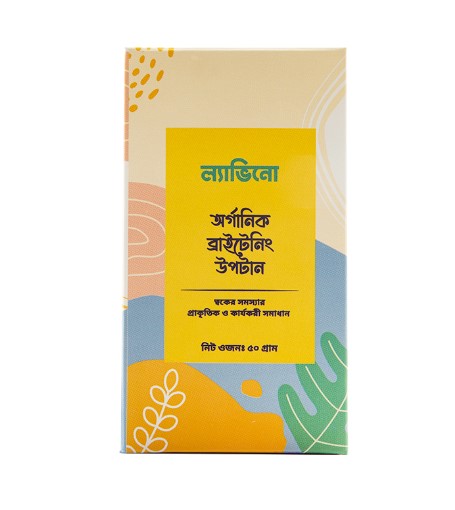 ল্যাভিনো
অর্গানিক
ব্রাইটেনিং
উপটান
ত্বকের সমস্যার
প্রাকৃতিক ও কার্যকরী সমাধান
নিট ওজনঃ ৫০ গ্রাম